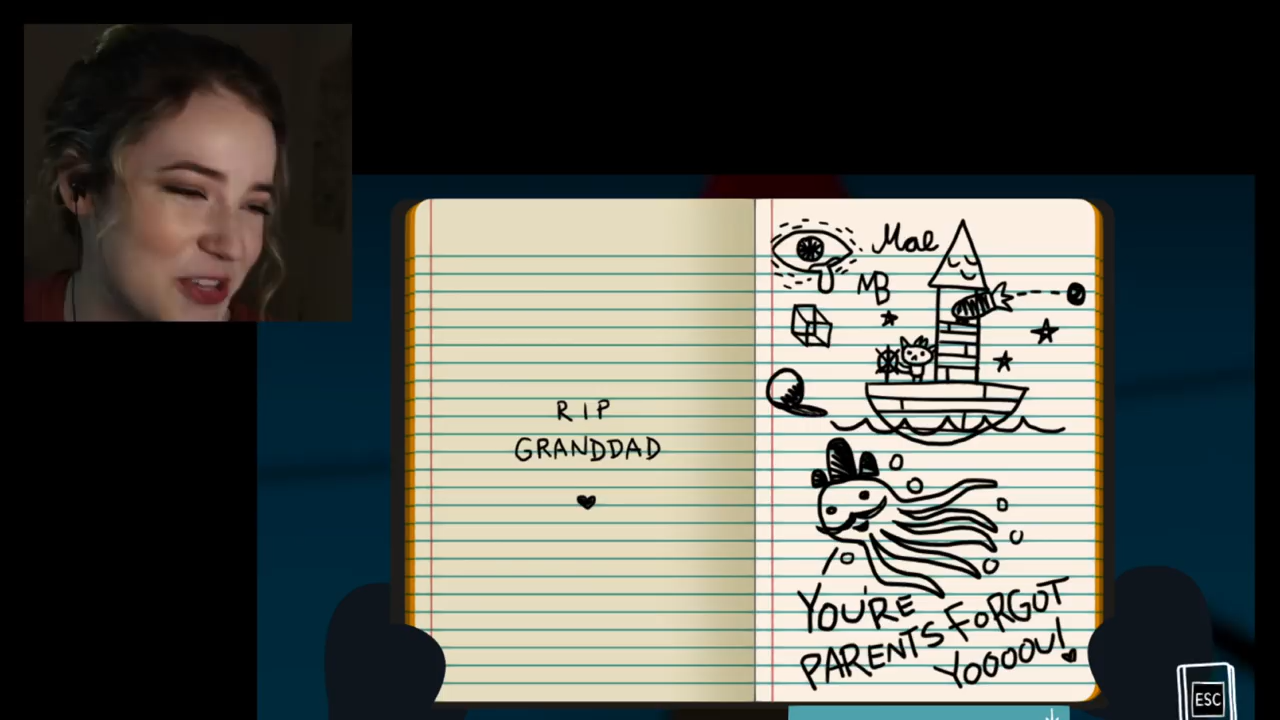 RIP
GRANDDAD
Mae
MB
YOU'RE
PARENTS FORGOT
YOOOOU!
ESC